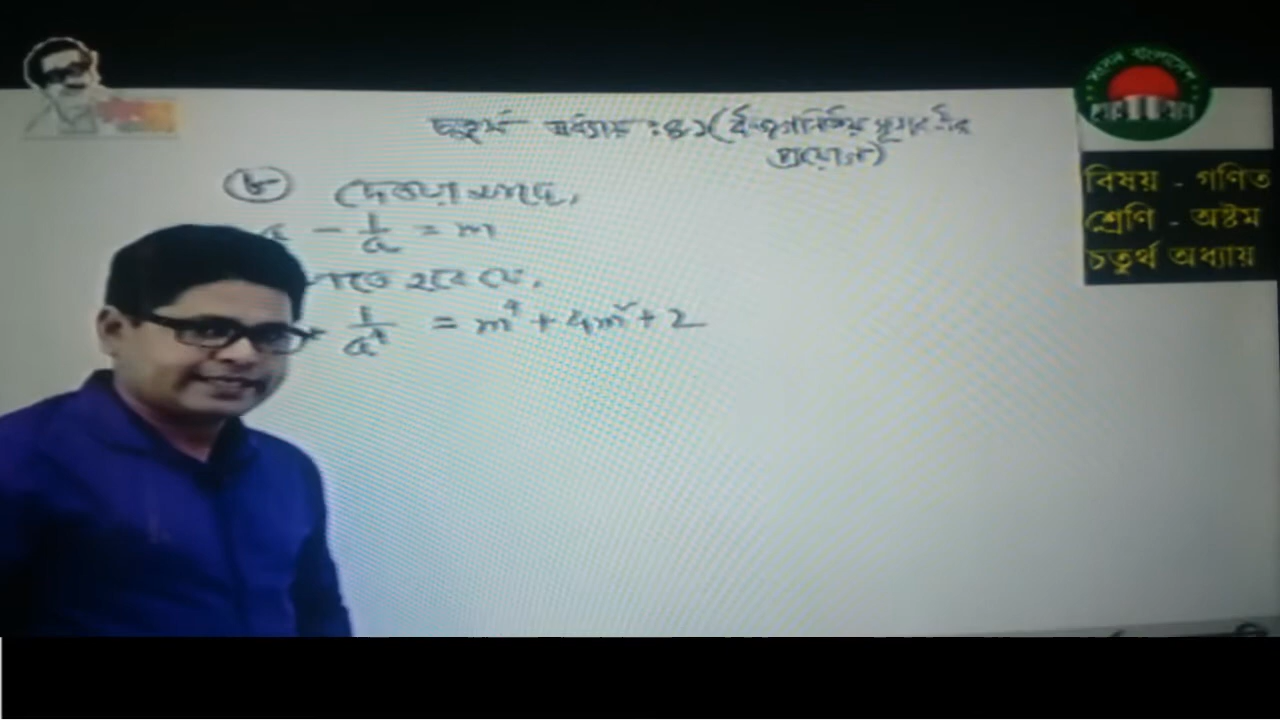 চতুর্থ অধ্যায় : ৪.১ (বীজগণিতীয় সূত্রাবলীর
প্রয়োগ)
৮ দেওয়া আছে,
a - 1/a = m
হবে যে,
1/a⁴ = m⁴ + 4m² + 2
বিষয় - গণিত
শ্রেণি - অষ্টম
চতুর্থ অধ্যায়